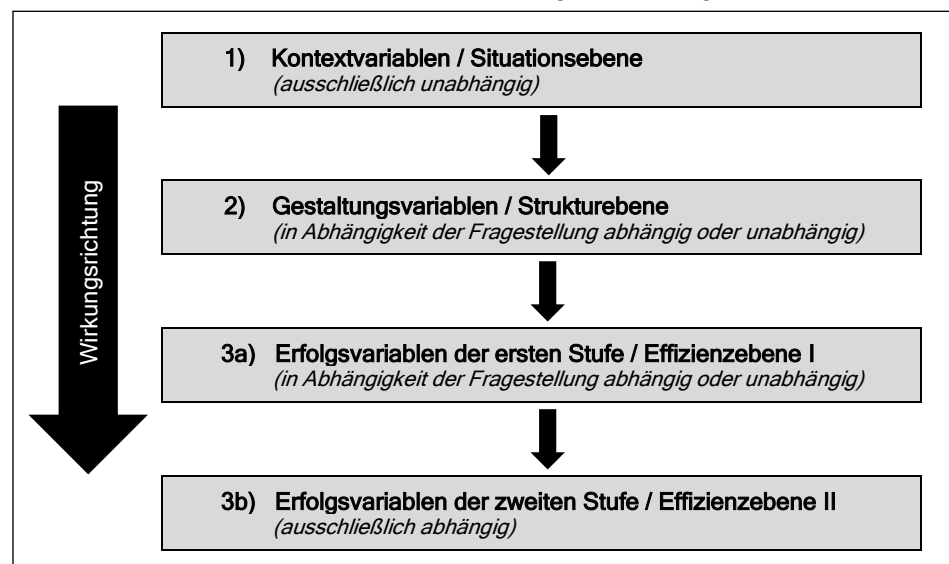 1) Kontextvariablen / Situationsebene
(ausschließlich unabhängig)
Wirkungsrichtung
2) Gestaltungsvariablen / Strukturebene
(in Abhängigkeit der Fragestellung abhängig oder unabhängig)
3a) Erfolgsvariablen der ersten Stufe / Effizienzebene I
(in Abhängigkeit der Fragestellung abhängig oder unabhängig)
3b) Erfolgsvariablen der zweiten Stufe / Effizienzebene II
(ausschließlich abhängig)